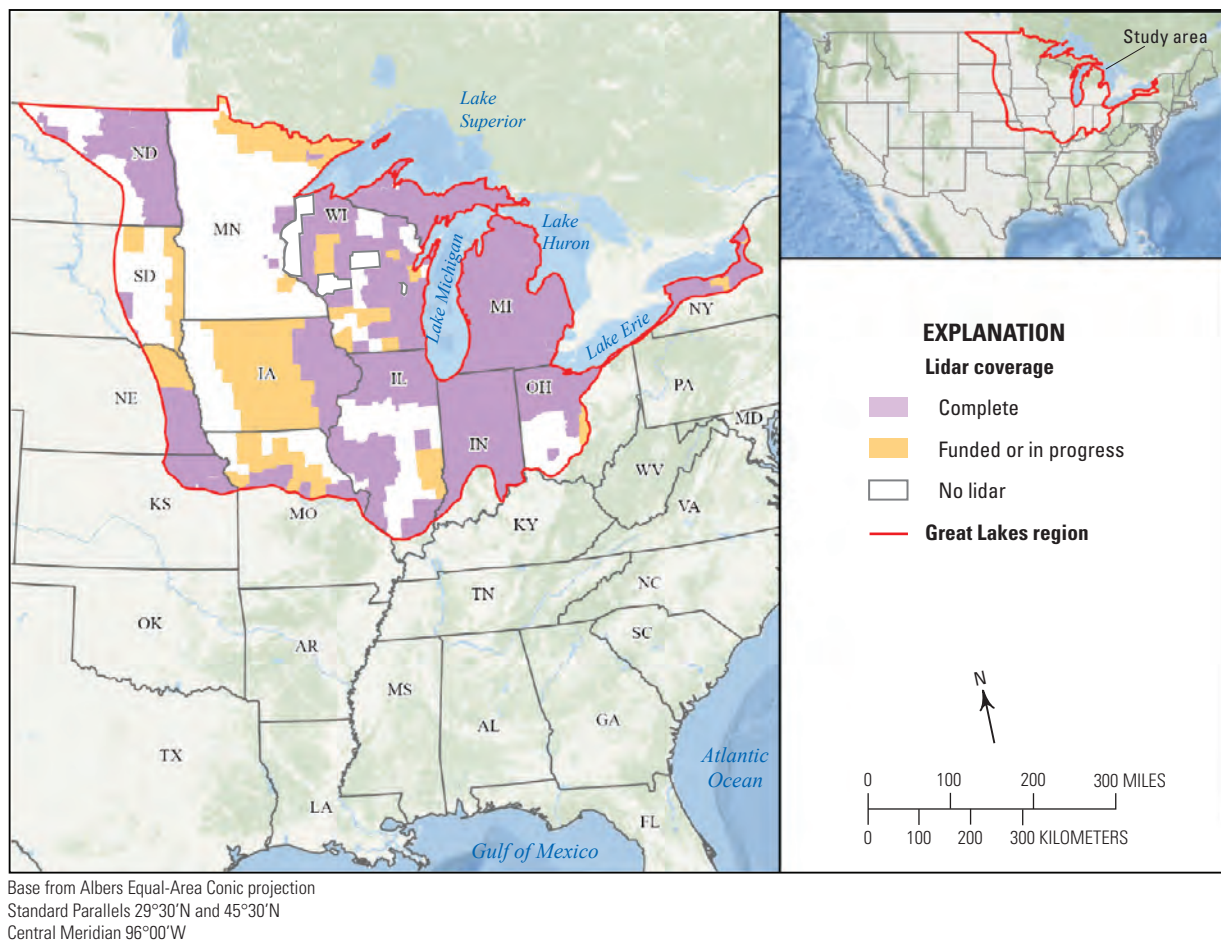 Study area
Lake
Superior
ND
MN
WI
Lake
Huron
SD
Lake Michigan
MI
NY
Lake Erie
IA
IL
OH
PA
NE
MD
IN
WV
KS
MO
KY
VA
TN
NC
OK
AR
SC
MS
AL
GA
TX
Atlantic
Ocean
LA
FL
Gulf of Mexico
EXPLANATION
Lidar coverage
Complete
Funded or in progress
No lidar
Great Lakes region
N
0 100 200 300 MILES
0 100 200 300 KILOMETERS
Base from Albers Equal-Area Conic projection
Standard Parallels 29°30'N and 45°30'N
Central Meridian 96°00'W